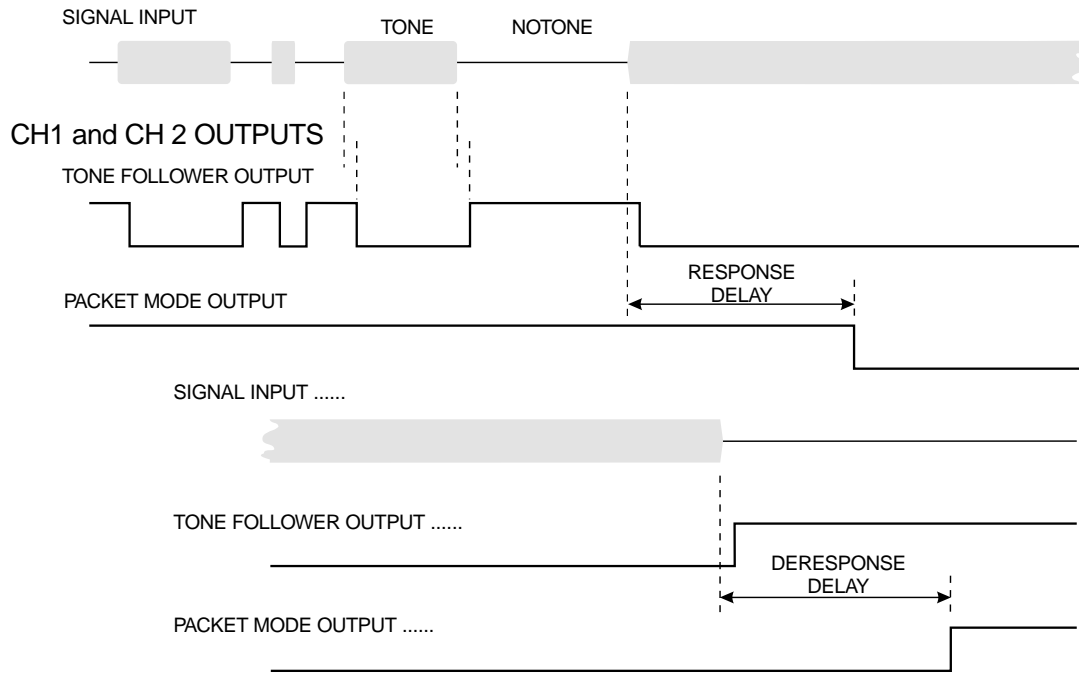 SIGNAL INPUT
TONE
NOTONE
CH1 and CH 2 OUTPUTS
TONE FOLLOWER OUTPUT
RESPONSE
DELAY
PACKET MODE OUTPUT
SIGNAL INPUT ......
TONE FOLLOWER OUTPUT ......
DERESPONSE
DELAY
PACKET MODE OUTPUT ......